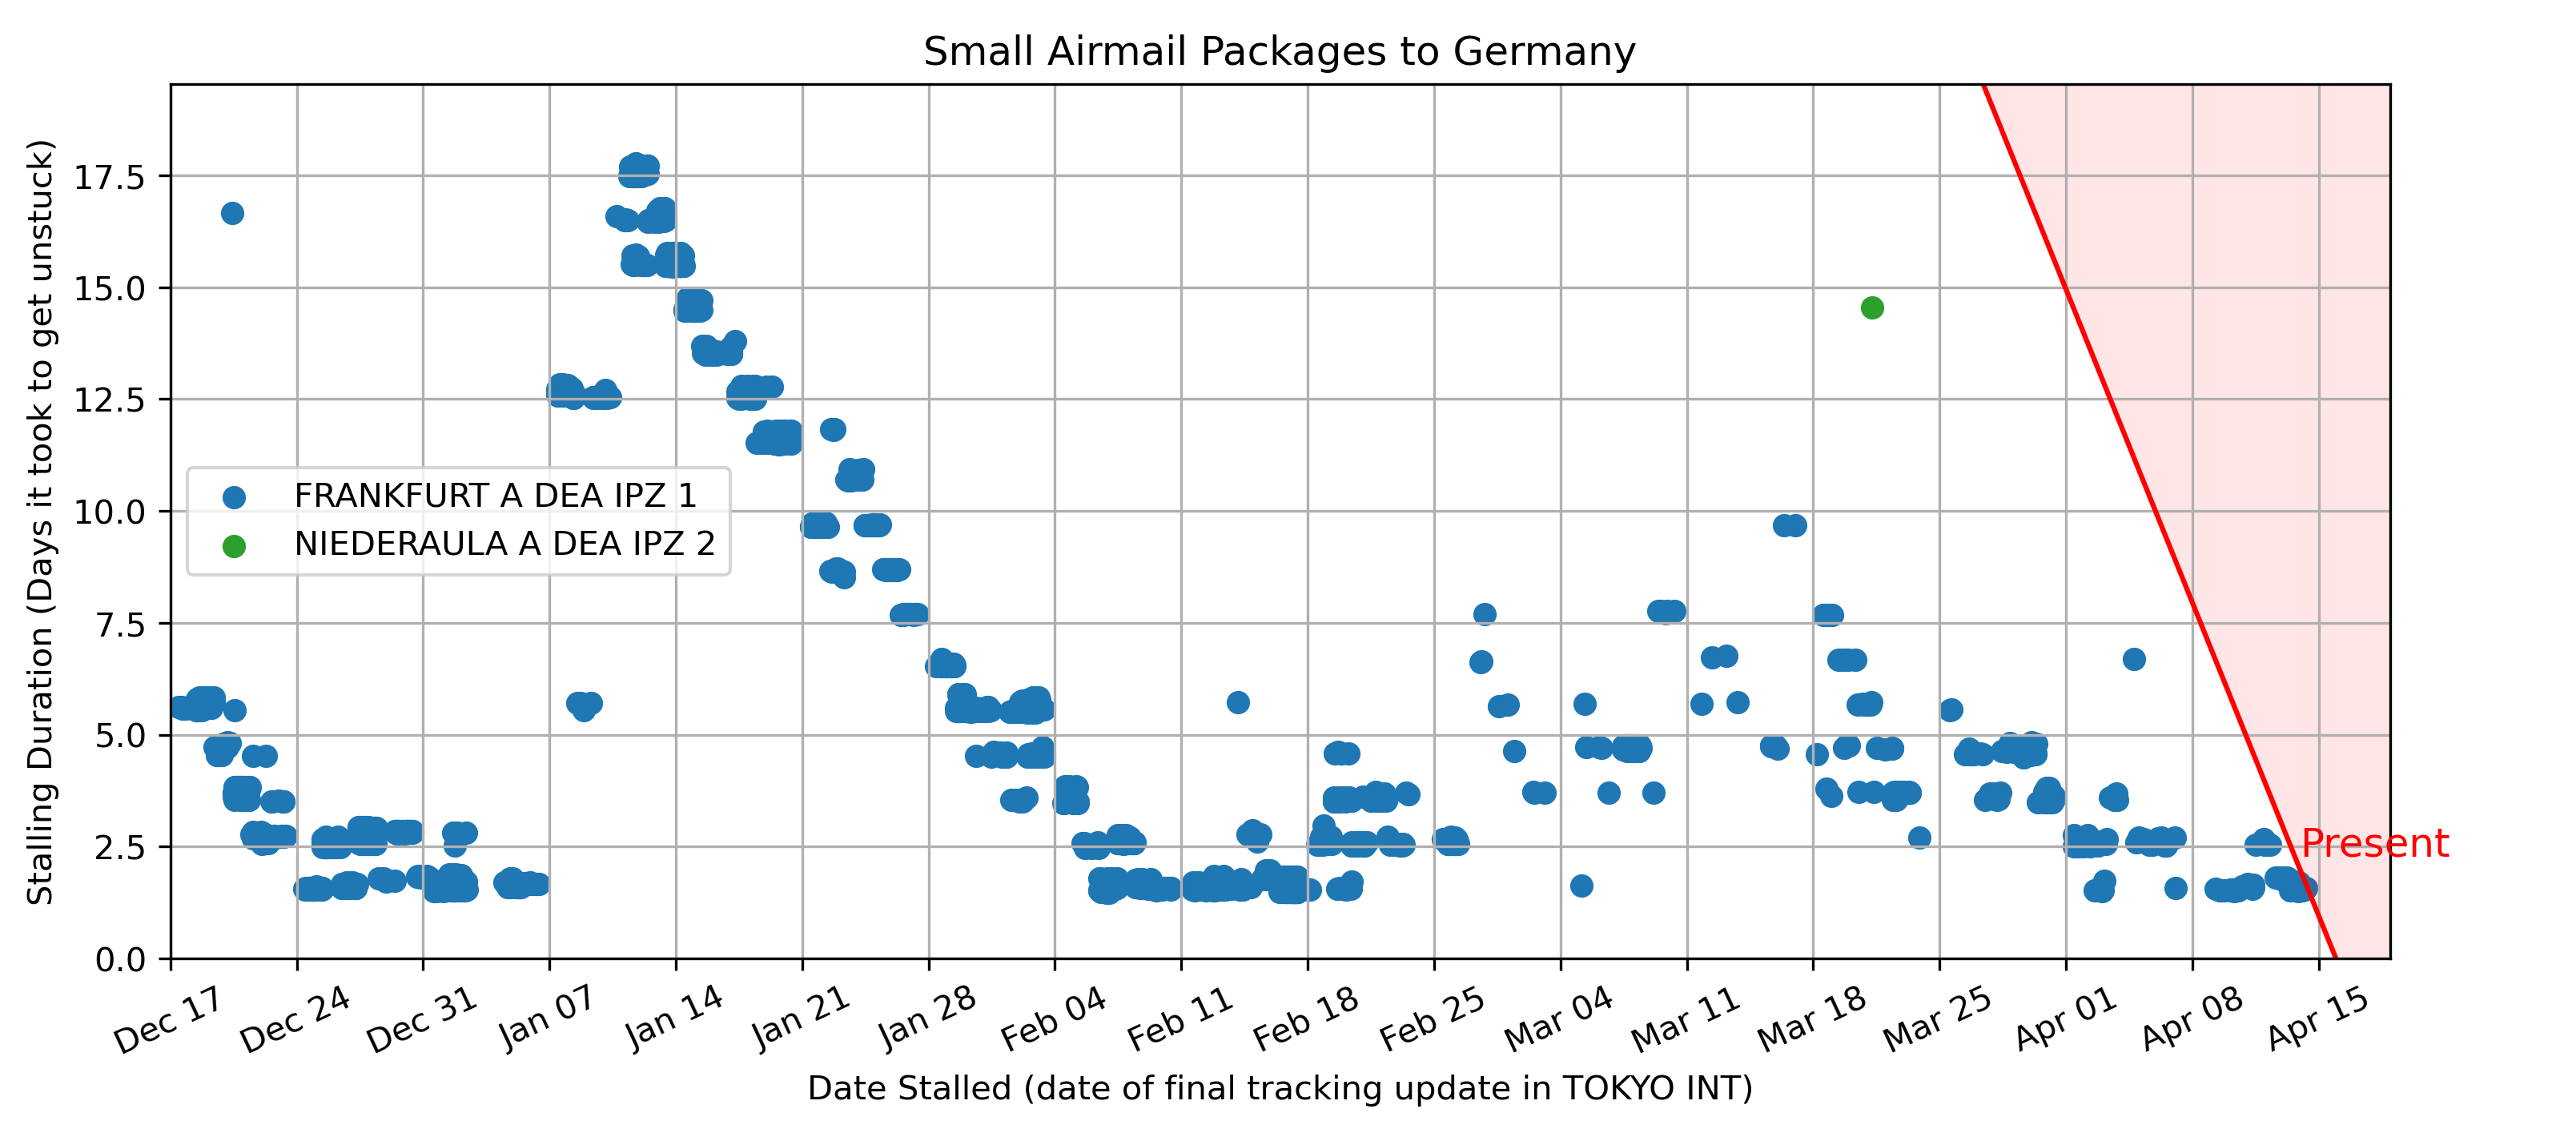 Small Airmail Packages to Germany
Stalling Duration (Days it took to get unstuck)
17.5
15.0
12.5
10.0
7.5
5.0
2.5
0.0
FRANKFURT A DEA IPZ 1
NIEDERAULA A DEA IPZ 2
Present
Dec 17
Dec 24
Dec 31
Jan 07
Jan 14
Jan 21
Jan 28
Feb 04
Feb 11
Feb 18
Feb 25
Mar 04
Mar 11
Mar 18
Mar 25
Apr 01
Apr 08
Apr 15
Date Stalled (date of final tracking update in TOKYO INT)